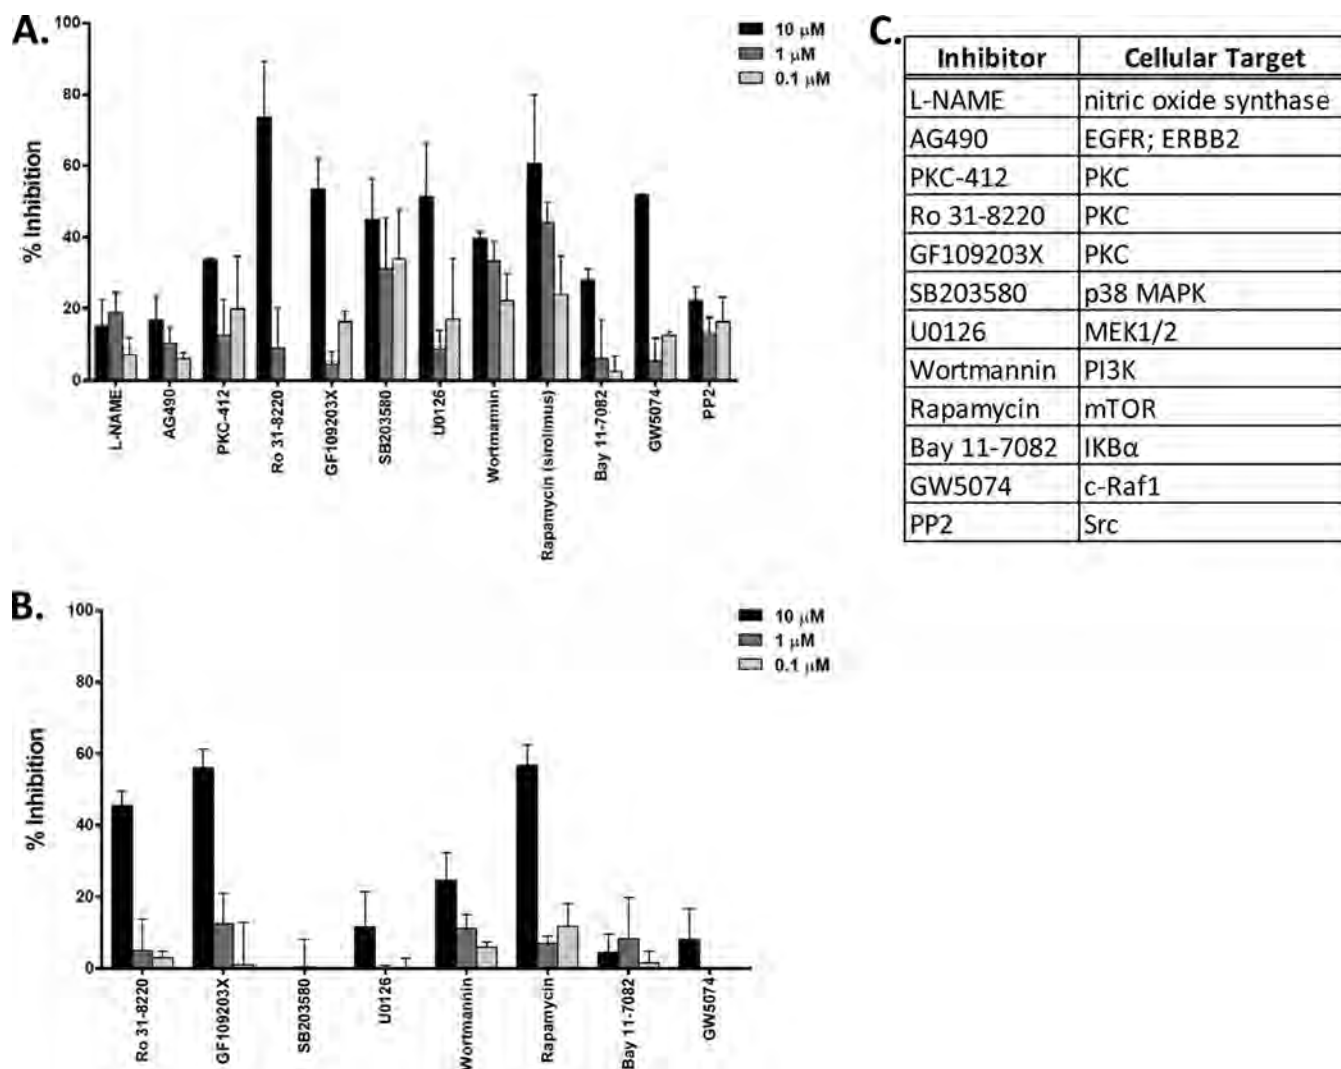 A.
100
80
60
40
20
0
% Inhibition
10 μM
1 μM
0.1 μM
L-NAME
AG490
PKC-412
Ro 31-8220
GF109203X
SB203580
U0126
Wortmannin
Rapamycin (sirolimus)
Bay 11-7082
GW5074
PP2
C.
Inhibitor Cellular Target
L-NAME nitric oxide synthase
AG490 EGFR; ERBB2
PKC-412 PKC
Ro 31-8220 PKC
GF109203X PKC
SB203580 p38 MAPK
U0126 MEK1/2
Wortmannin PI3K
Rapamycin mTOR
Bay 11-7082 IKBα
GW5074 c-Raf1
PP2 Src
B.
100
80
60
40
20
0
% Inhibition
10 μM
1 μM
0.1 μM
Ro 31-8220
GF109203X
SB203580
U0126
Wortmannin
Rapamycin
Bay 11-7082
GW5074